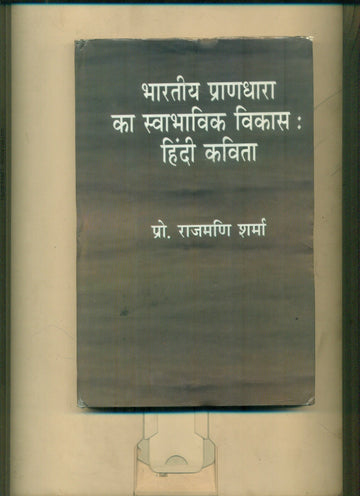 भारतीय प्राणधारा
का स्वाभाविक विकास :
हिंदी कविता
प्रो. राजमणि शर्मा